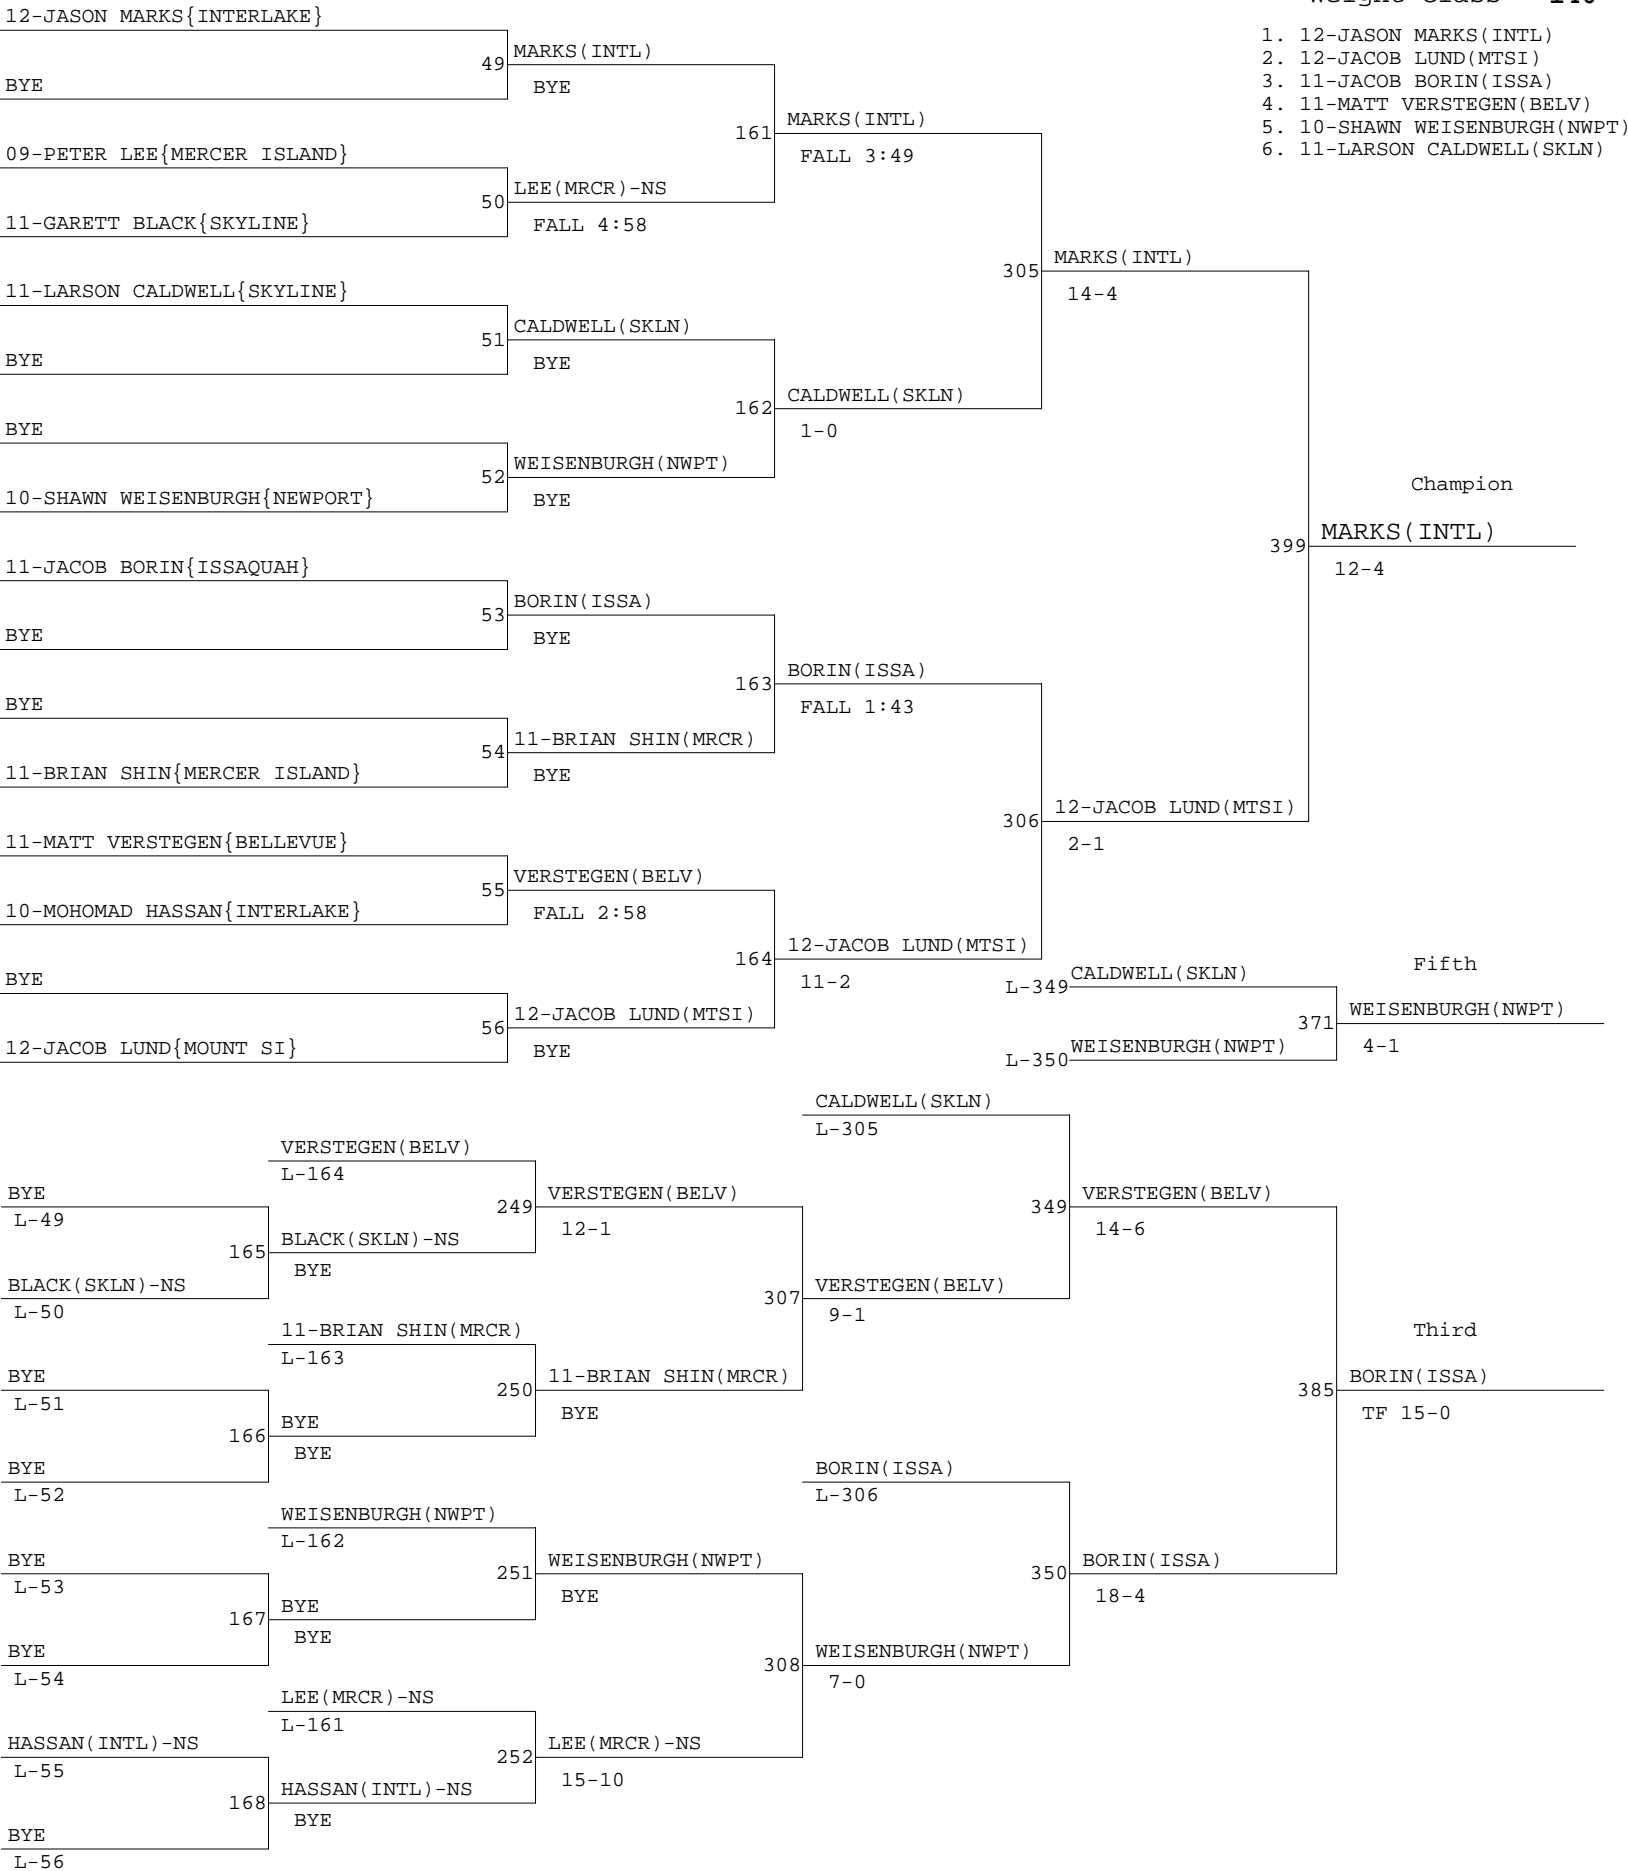 Weight Class
1. 12-JASON MARKS(INTL)
2. 12-JACOB LUND(MTSI)
3. 11-JACOB BORIN(ISSA)
4. 11-MATT VERSTEGEN(BELV)
5. 10-SHAWN WEISENBURGH(NWPT)
6. 11-LARSON CALDWELL(SKLN)
12-JASON MARKS{INTERLAKE}
49 MARKS(INTL)
BYE
BYE
161 MARKS(INTL)
FALL 3:49
09-PETER LEE{MERCER ISLAND}
50 LEE(MRCR)-NS
FALL 4:58
11-GARETT BLACK{SKYLINE}
305 MARKS(INTL)
14-4
11-LARSON CALDWELL{SKYLINE}
51 CALDWELL(SKLN)
BYE
BYE
162 CALDWELL(SKLN)
1-0
BYE
52 WEISENBURGH(NWPT)
BYE
10-SHAWN WEISENBURGH{NEWPORT}
Champion
399 MARKS(INTL)
12-4
11-JACOB BORIN{ISSAQUAH}
53 BORIN(ISSA)
BYE
BYE
163 BORIN(ISSA)
FALL 1:43
BYE
54 11-BRIAN SHIN(MRCR)
BYE
11-BRIAN SHIN{MERCER ISLAND}
306 12-JACOB LUND(MTSI)
2-1
11-MATT VERSTEGEN{BELLEVUE}
55 VERSTEGEN(BELV)
FALL 2:58
10-MOHOMAD HASSAN{INTERLAKE}
164 12-JACOB LUND(MTSI)
11-2
BYE
56 12-JACOB LUND(MTSI)
BYE
12-JACOB LUND{MOUNT SI}
Fifth
L-349 CALDWELL(SKLN)
371 WEISENBURGH(NWPT)
4-1
L-350 WEISENBURGH(NWPT)
CALDWELL(SKLN)
L-305
VERSTEGEN(BELV)
L-164
BYE
L-49
249 VERSTEGEN(BELV)
12-1
349 VERSTEGEN(BELV)
14-6
165 BLACK(SKLN)-NS
BYE
BLACK(SKLN)-NS
L-50
307 VERSTEGEN(BELV)
9-1
11-BRIAN SHIN(MRCR)
L-163
Third
BYE
L-51
250 11-BRIAN SHIN(MRCR)
BYE
385 BORIN(ISSA)
TF 15-0
166 BYE
BYE
BYE
L-52
BORIN(ISSA)
L-306
WEISENBURGH(NWPT)
L-162
BYE
L-53
251 WEISENBURGH(NWPT)
BYE
350 BORIN(ISSA)
18-4
167 BYE
BYE
BYE
L-54
308 WEISENBURGH(NWPT)
7-0
LEE(MRCR)-NS
L-161
HASSAN(INTL)-NS
L-55
252 LEE(MRCR)-NS
15-10
168 HASSAN(INTL)-NS
BYE
BYE
L-56